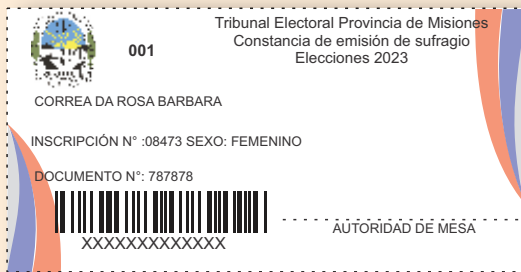 Tribunal Electoral Provincia de Misiones
Constancia de emisión de sufragio
001
Elecciones 2023
CORREA DA ROSA BARBARA
INSCRIPCIÓN N° :08473 SEXO: FEMENINO
DOCUMENTO N°: 787878
XXXXXXXXXXXXX
AUTORIDAD DE MESA